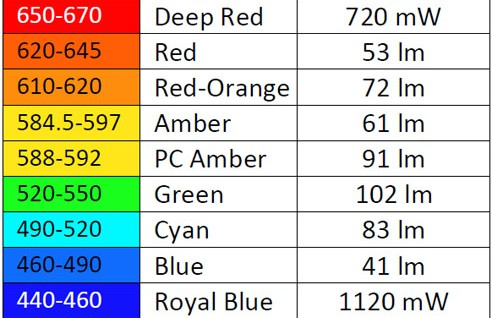 650-670 Deep Red 720 mW
620-645 Red 53 lm
610-620 Red-Orange 72 lm
584.5-597 Amber 61 lm
588-592 PC Amber 91 lm
520-550 Green 102 lm
490-520 Cyan 83 lm
460-490 Blue 41 lm
440-460 Royal Blue 1120 mW